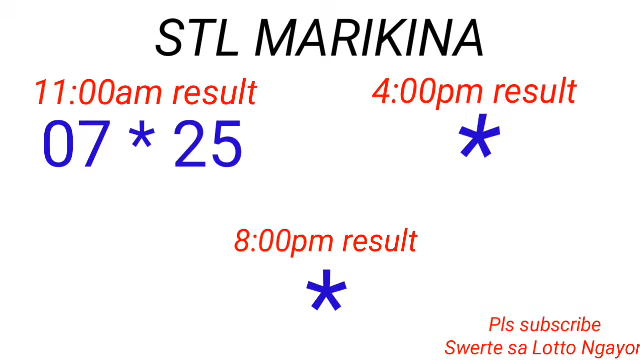 STL MARIKINA
11:00am result
07 * 25
4:00pm result
*
8:00pm result
*
Pls subscribe
Swerte sa Lotto Ngayon